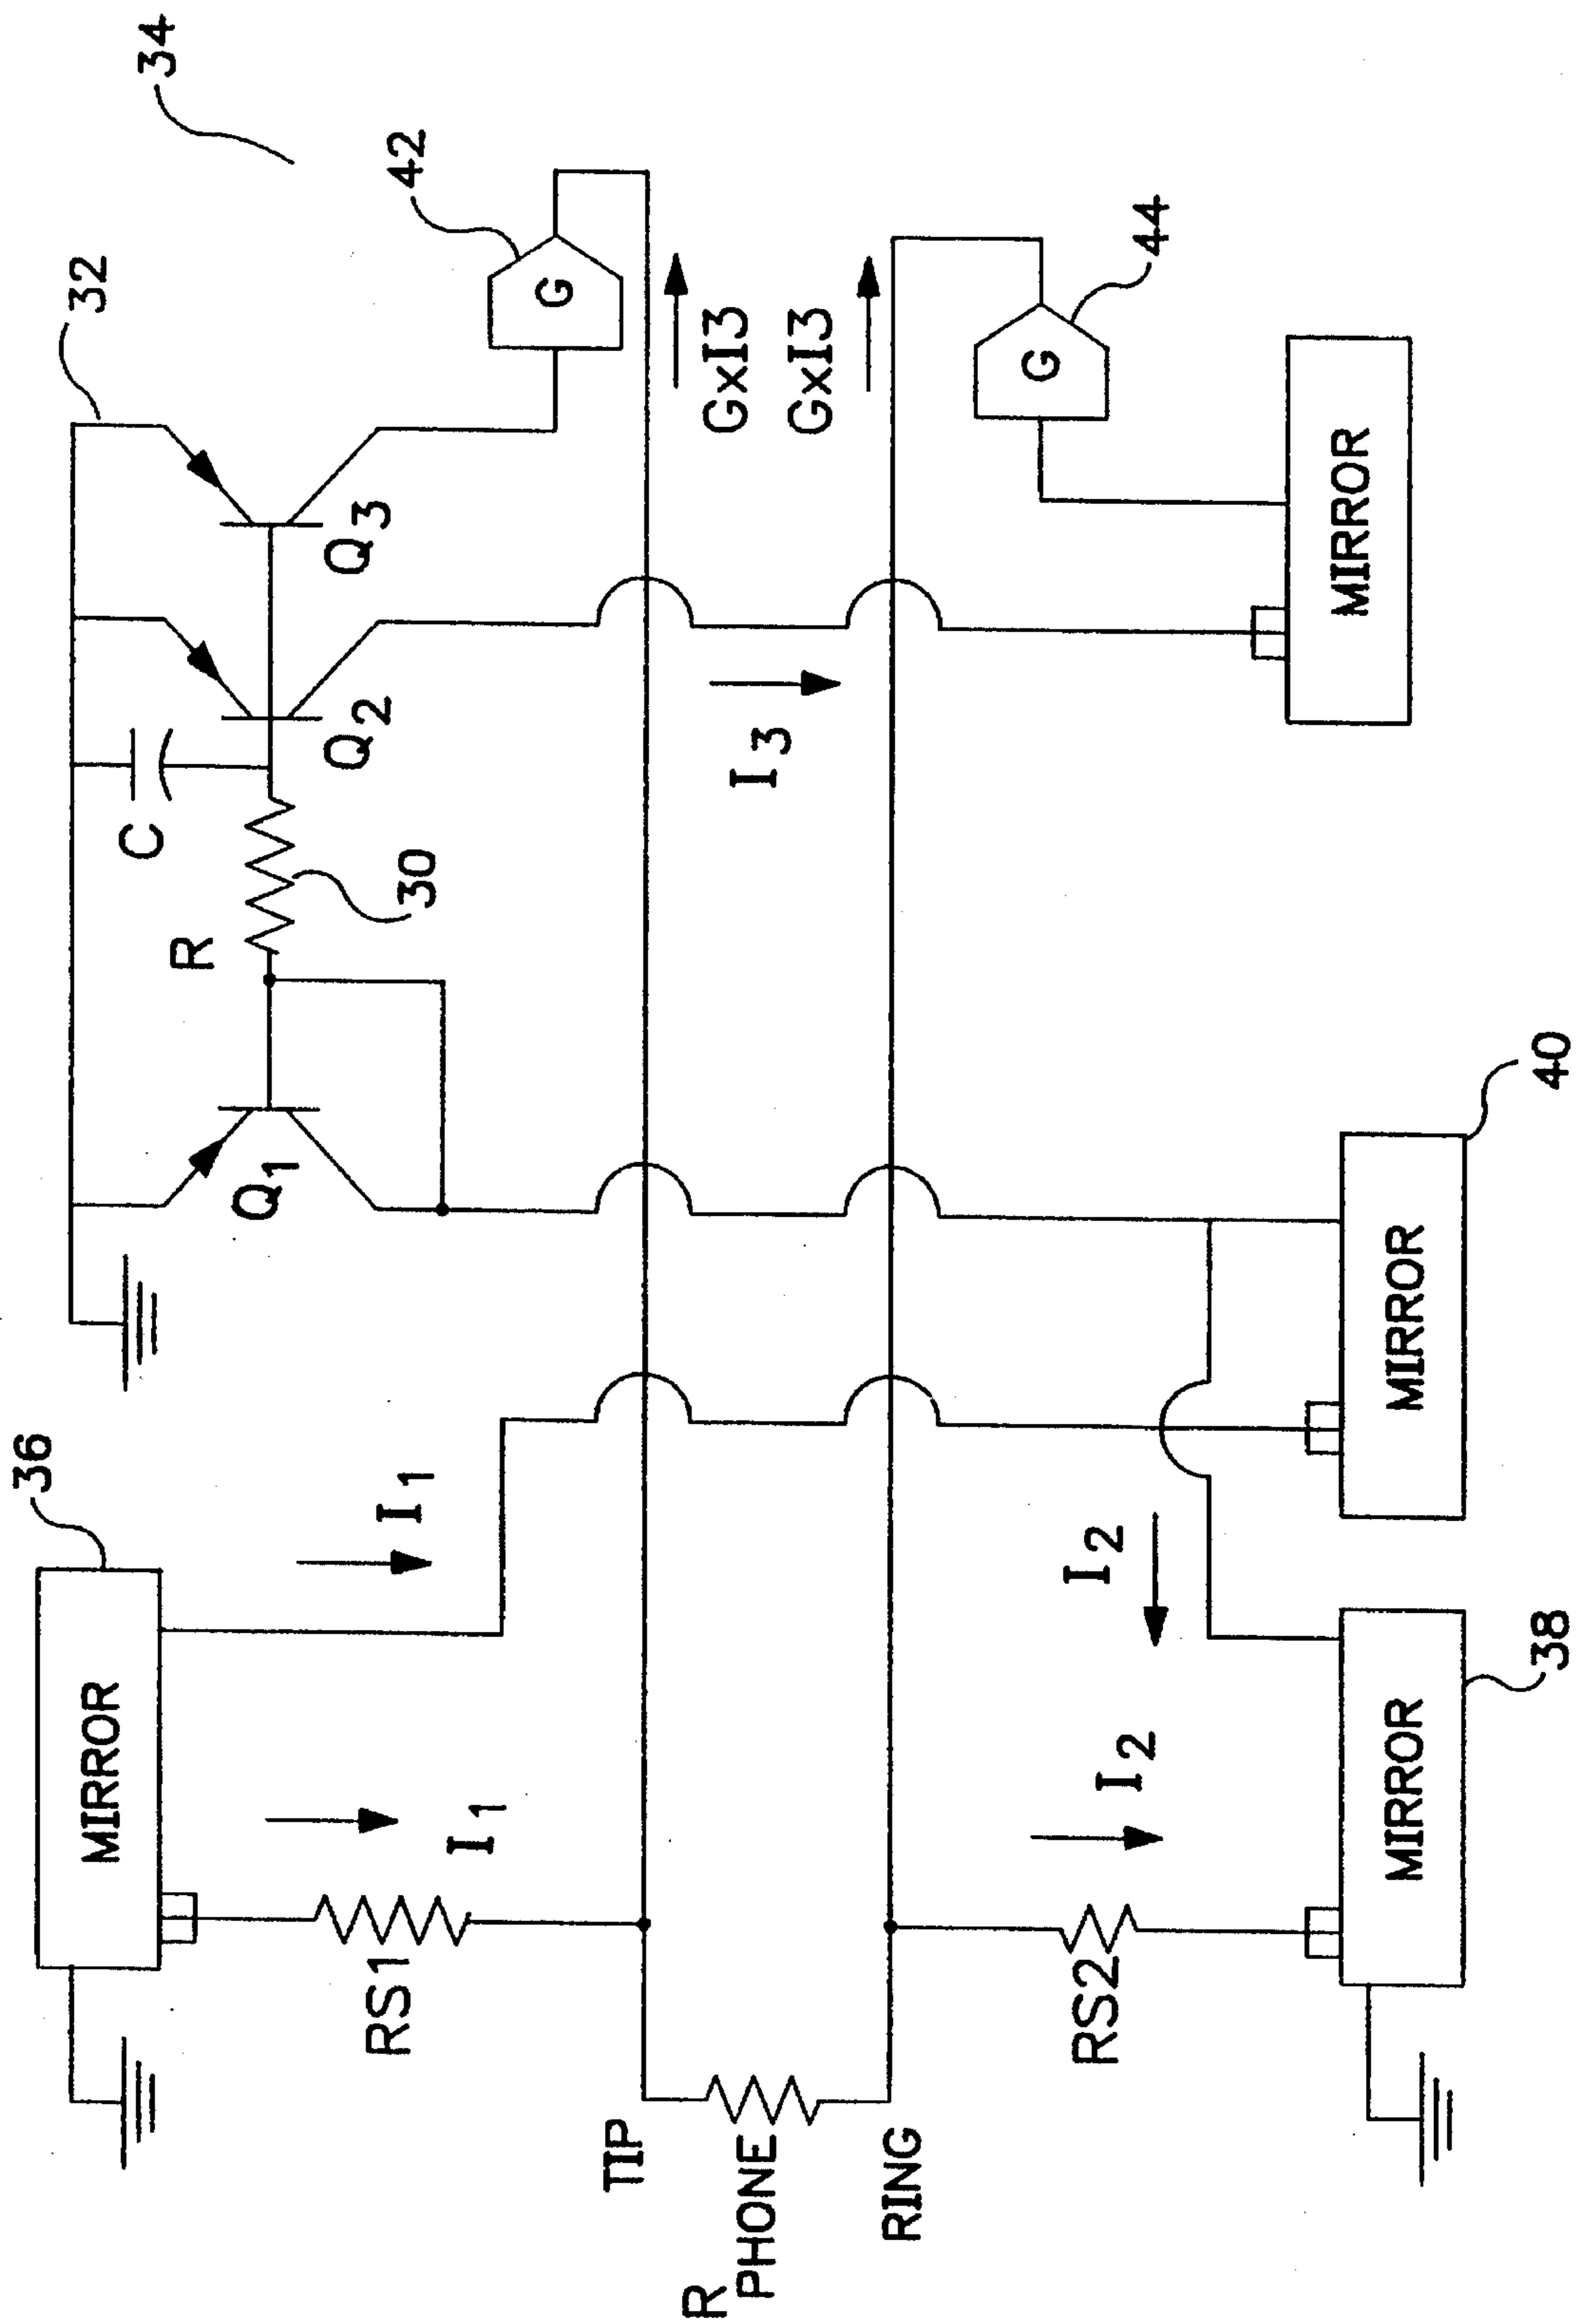 36
32
MIRROR
C
34
R
Q1
Q2
Q3
RS1
I1
42
30
I1
G
TIP
R PHONE
GxI3
I3
GxI3
RING
G
RS2
I2
I2
44
MIRROR
MIRROR
MIRROR
38
40